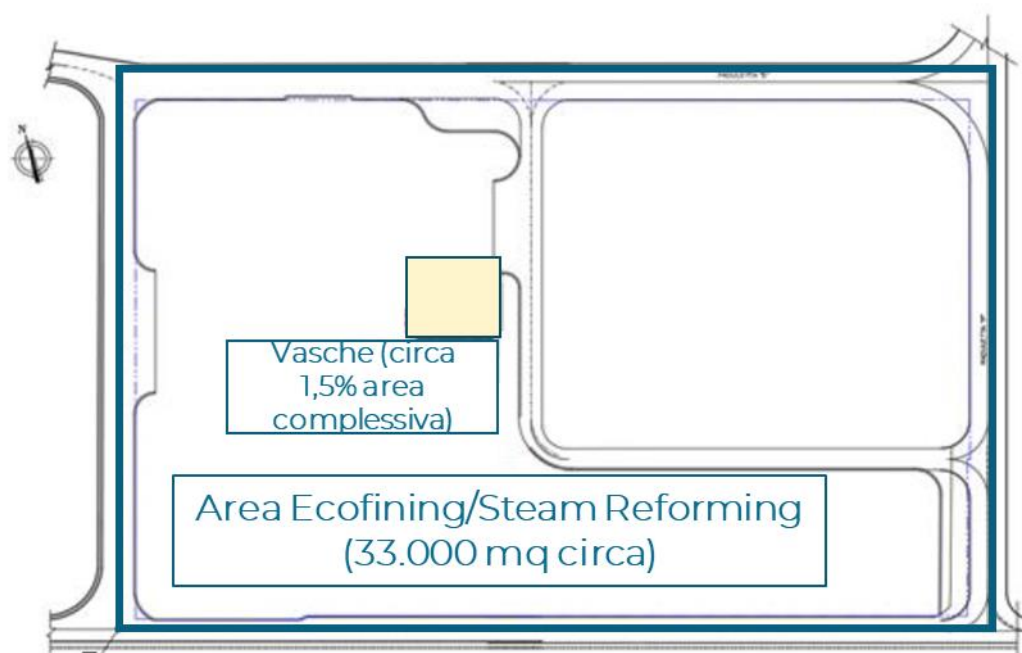 N
Vasche (circa
1,5% area
complessiva)
Area Ecofining/Steam Reforming
(33.000 mq circa)